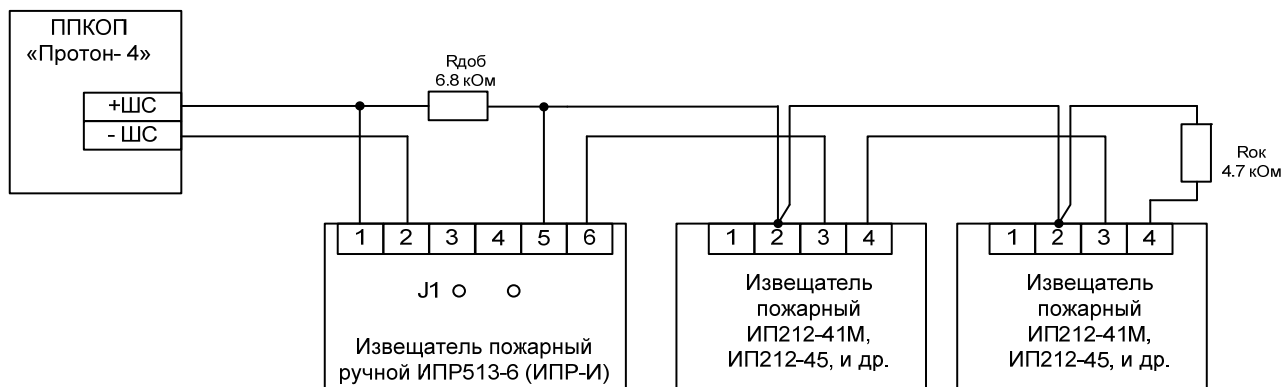 ППКОП
«Протон- 4»
+ШС
- ШС
Rдоб
6.8 кОм
Rок
4.7 кОм
1 2 3 4 5 6
J1
Извещатель пожарный
ручной ИПР513-6 (ИПР-И)
1 2 3 4
Извещатель
пожарный
ИП212-41М,
ИП212-45, и др.
1 2 3 4
Извещатель
пожарный
ИП212-41М,
ИП212-45, и др.